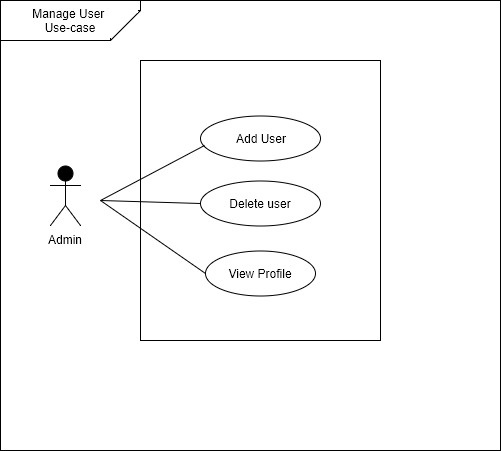 Manage User
Use-case
Add User
Delete user
View Profile
Admin